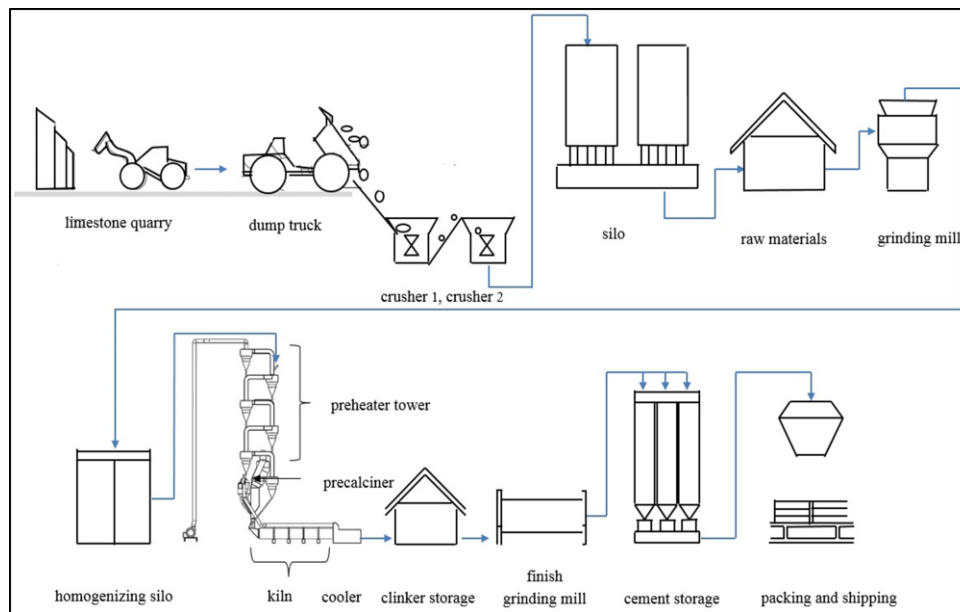 limestone quarry
dump truck
crusher 1, crusher 2
silo
raw materials
grinding mill
preheater tower
precalciner
homogenizing silo
kiln
cooler
clinker storage
finish
grinding mill
cement storage
packing and shipping